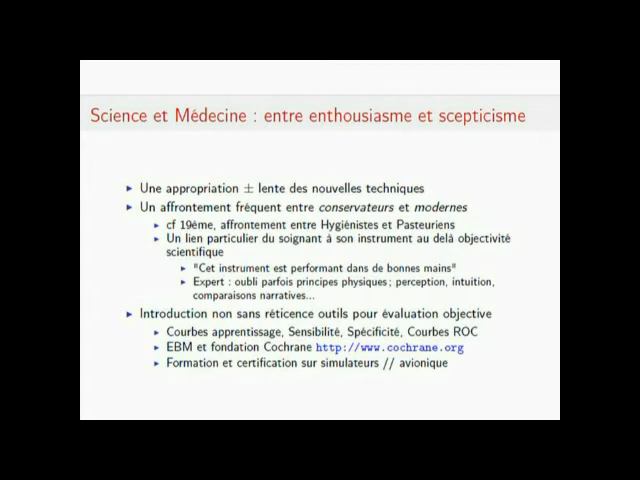 Science et Médecine : entre enthousiasme et scepticisme
Une appropriation ± lente des nouvelles techniques
Un affrontement fréquent entre conservateurs et modernes
cf 19ème, affrontement entre Hygiénistes et Pasteuriens
Un lien particulier du soignant à son instrument au delà objectivité
scientifique
"Cet instrument est performant dans de bonnes mains"
Expert : oubli parfois principes physiques ; perception, intuition,
comparaisons narratives...
Introduction non sans réticence outils pour évaluation objective
Courbes apprentissage, Sensibilité, Spécificité, Courbes ROC
EBM et fondation Cochrane http://www.cochrane.org
Formation et certification sur simulateurs // avionique